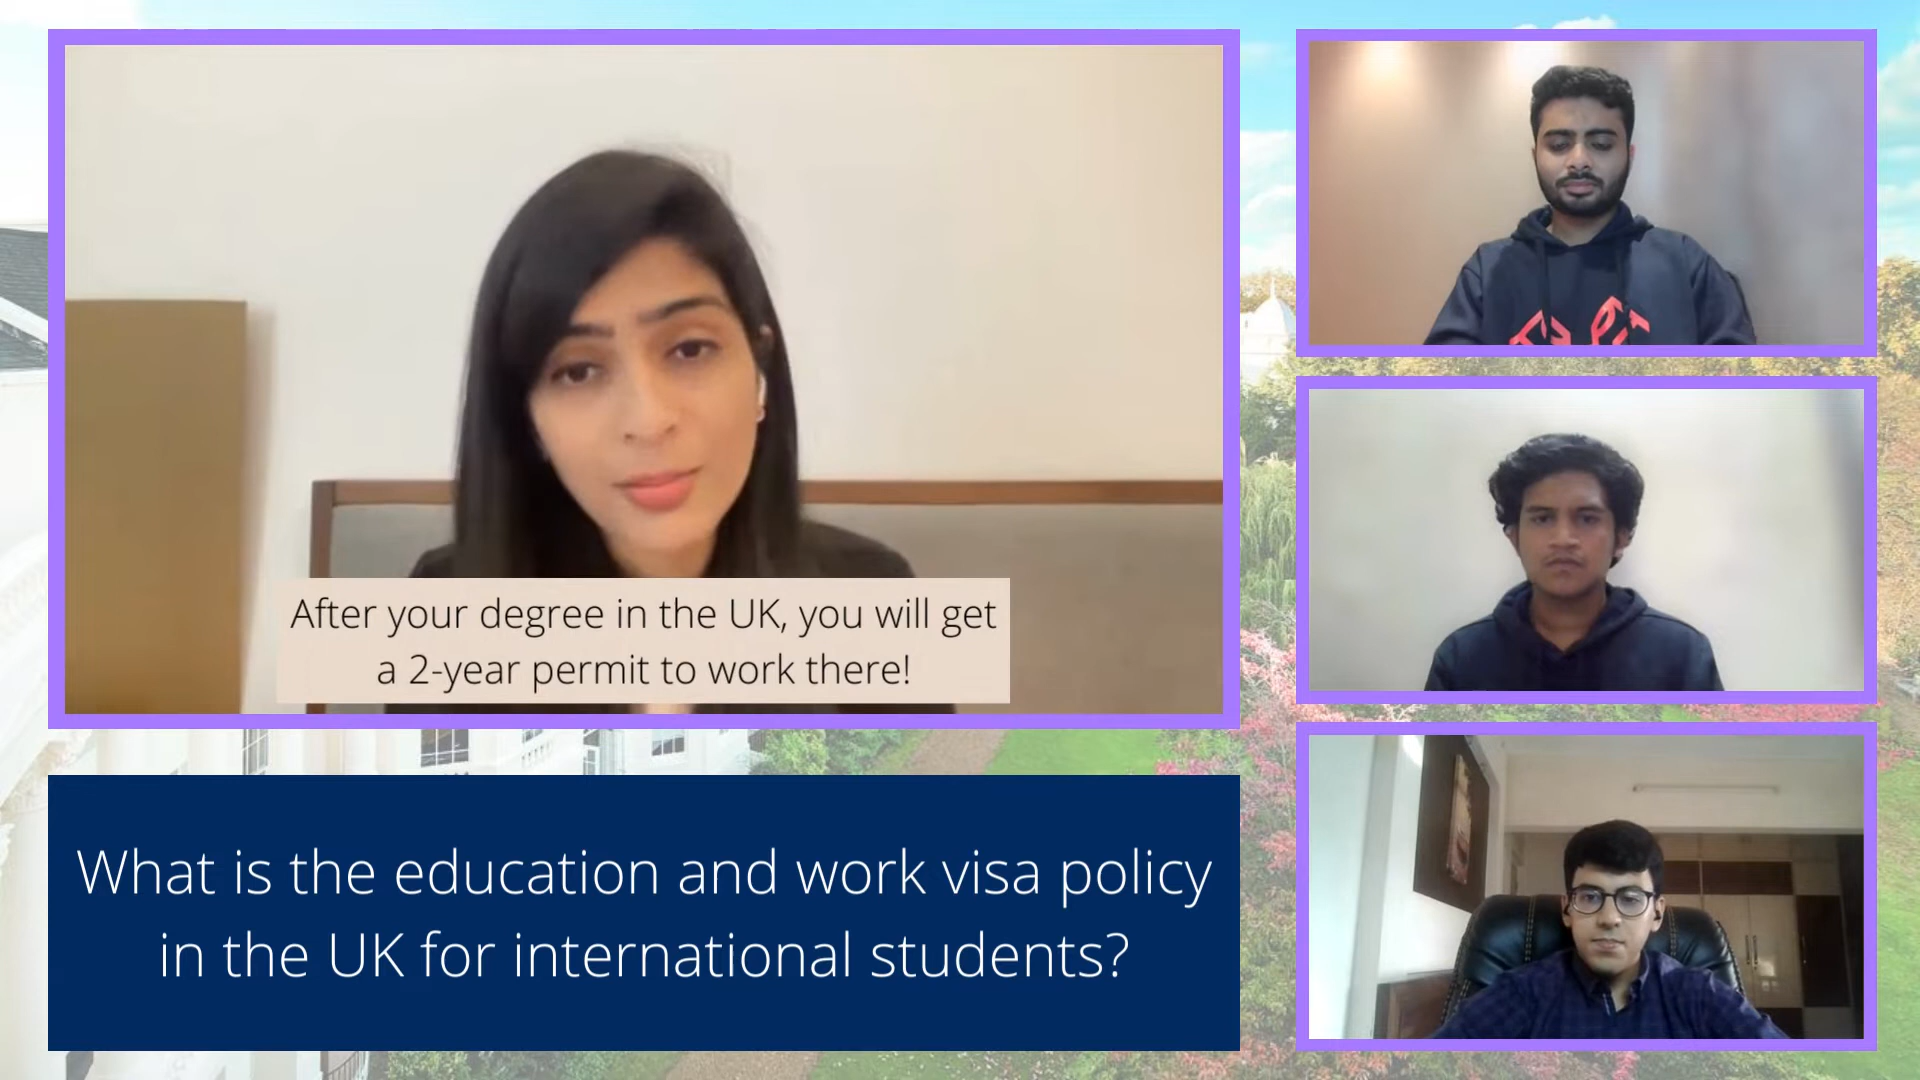 After your degree in the UK, you will get
a 2-year permit to work there!
What is the education and work visa policy
in the UK for international students?